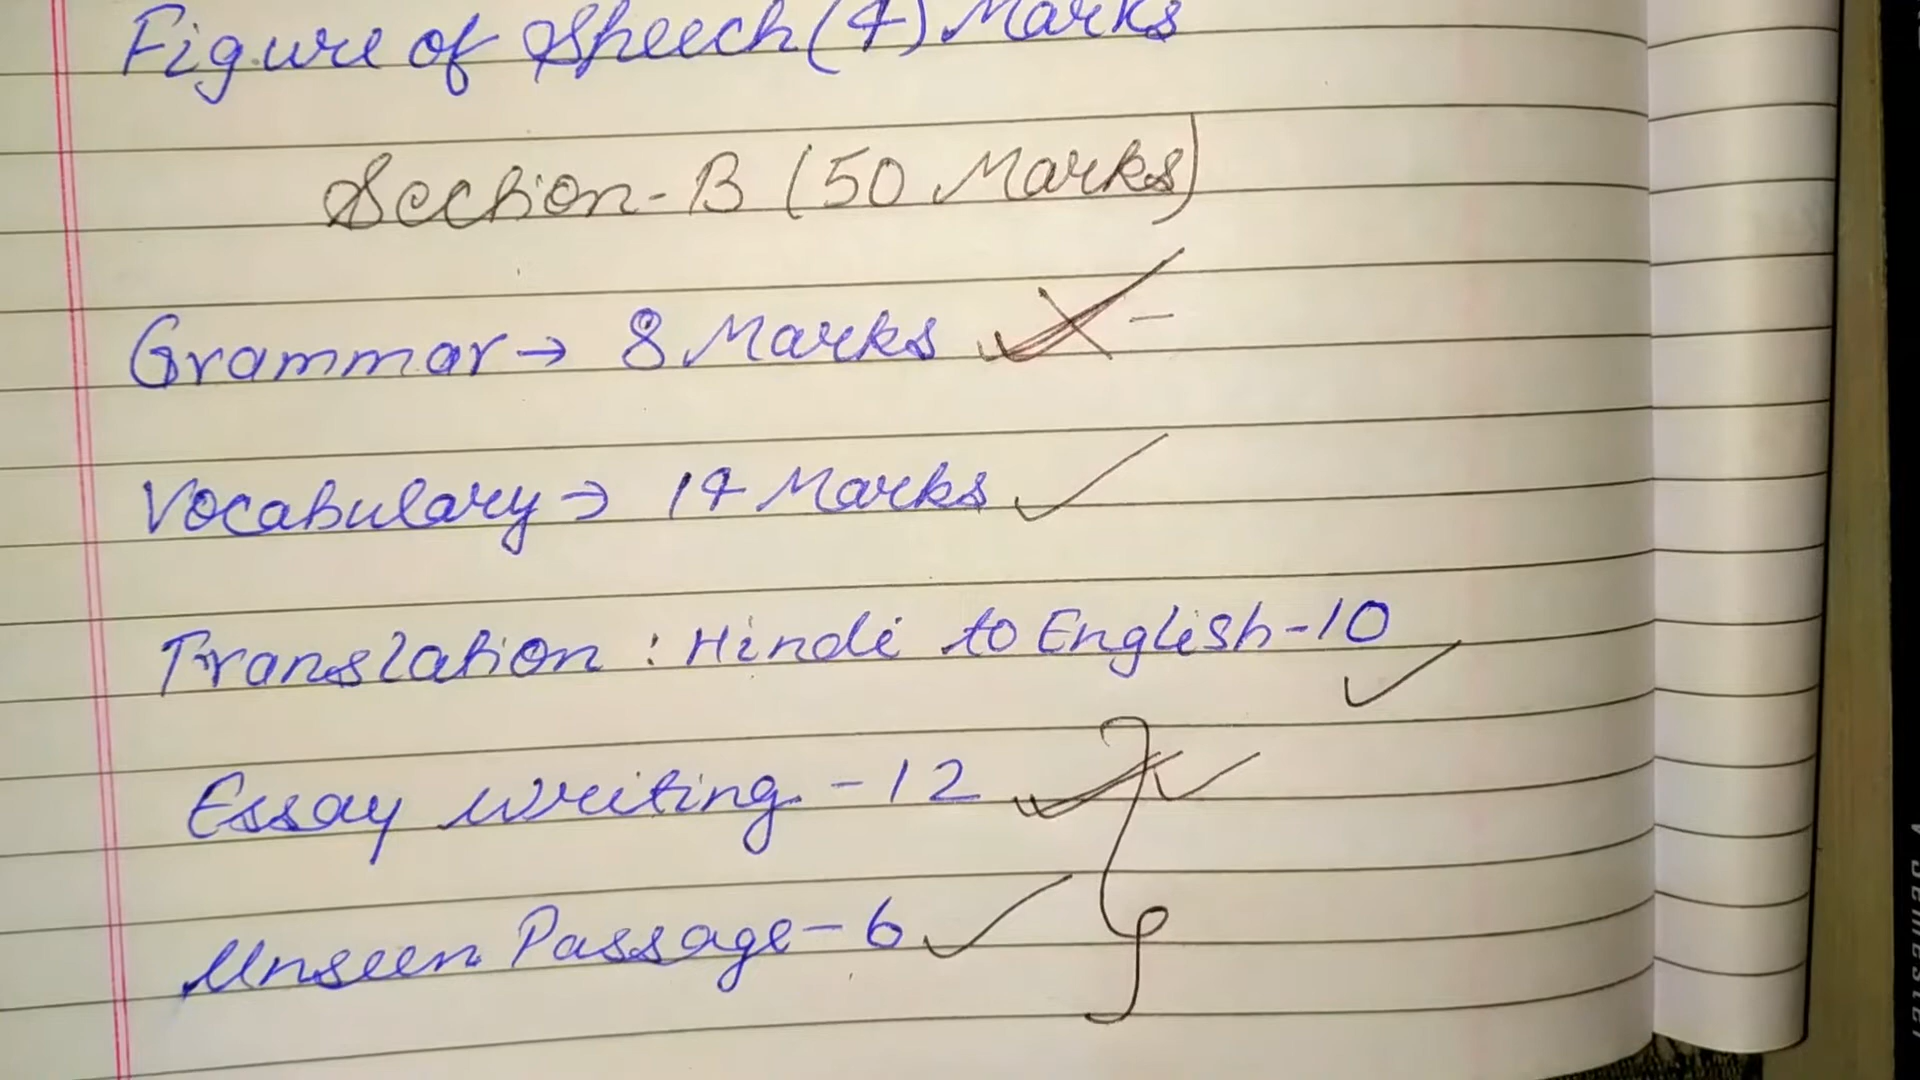 Figure of Speech (4) Marks
Section-B (50 Marks)
Grammar → 8 Marks
Vocabulary → 14 Marks
Translation : Hindi to English-10
Essay writing - 12
Unseen Passage - 6